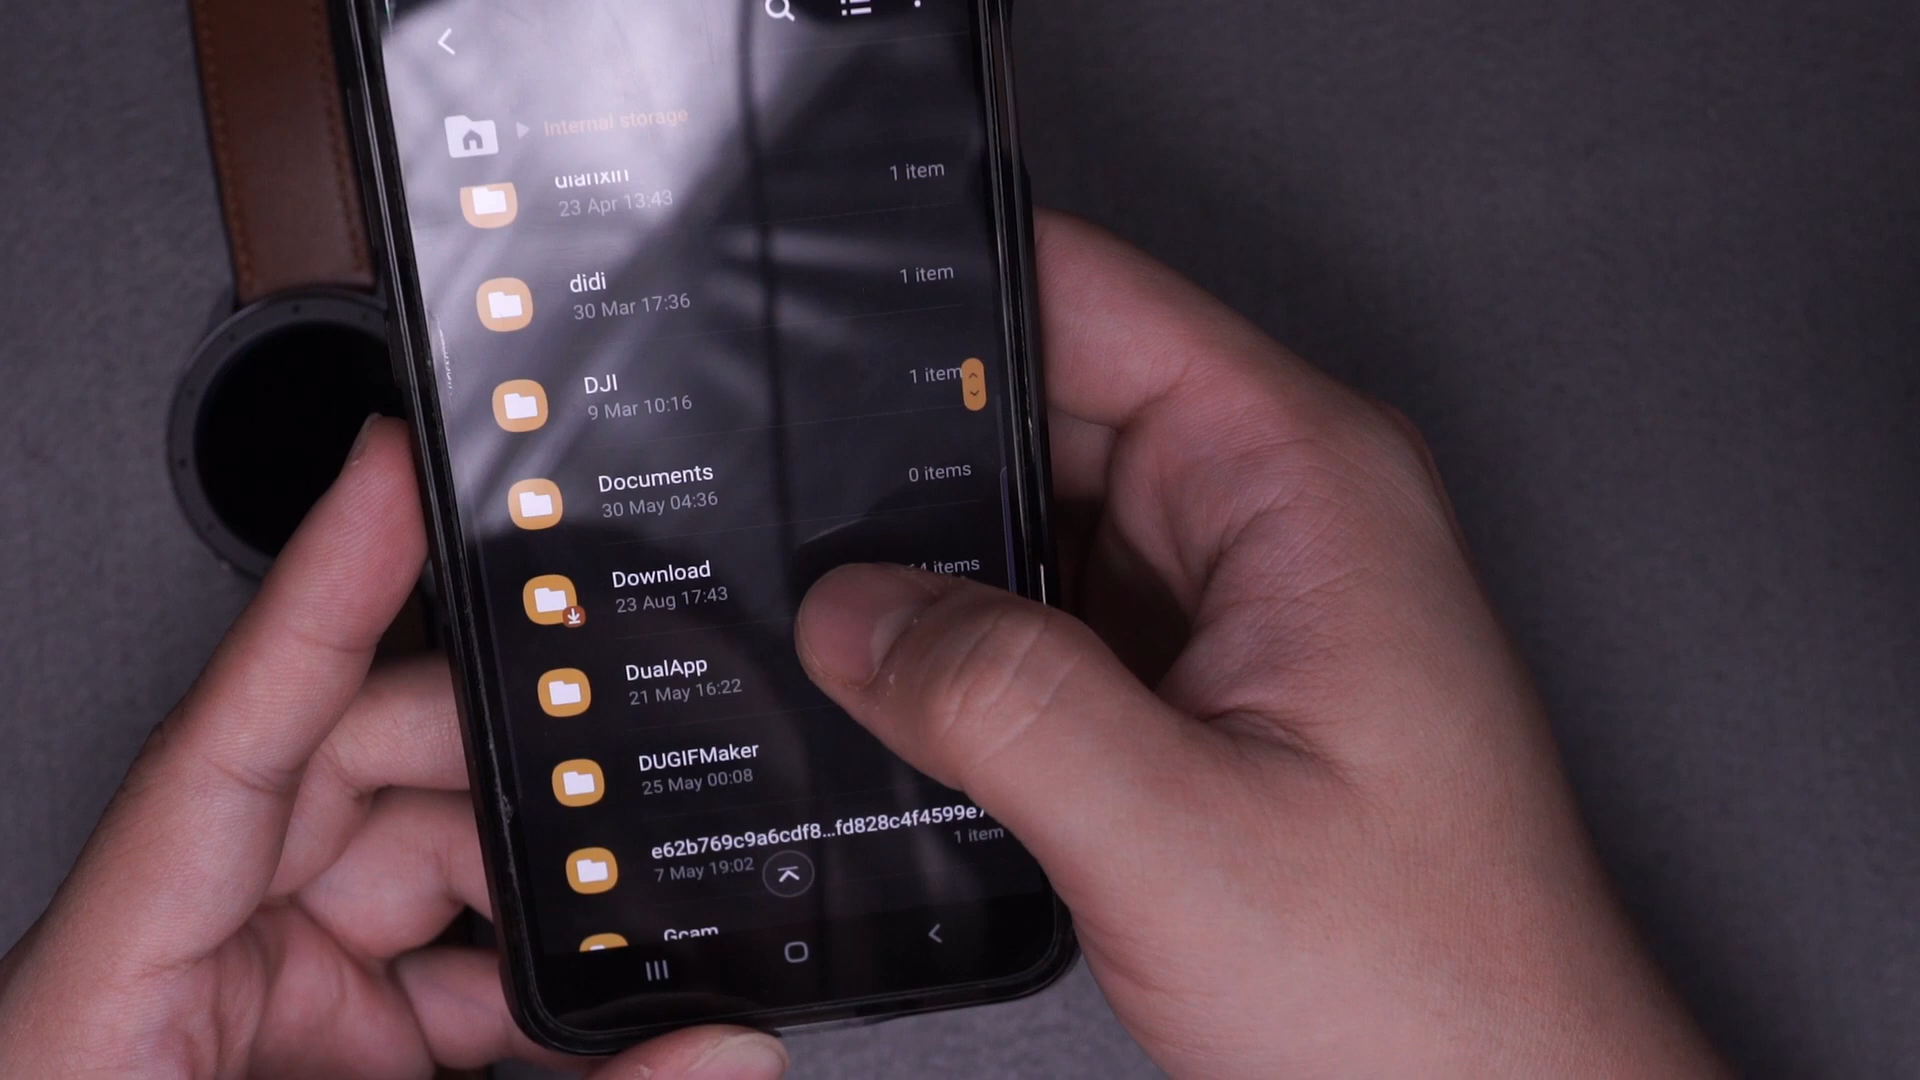 Internal storage
dianxin
1 item
23 Apr 13:43
didi
1 item
30 Mar 17:36
DJI
1 item
9 Mar 10:16
Documents
0 items
30 May 04:36
Download
items
23 Aug 17:43
DualApp
21 May 16:22
DUGIFMaker
25 May 00:08
e62b769c9a6cdf8...fd828c4f4599e
7 May 19:02
1 item
Gcam